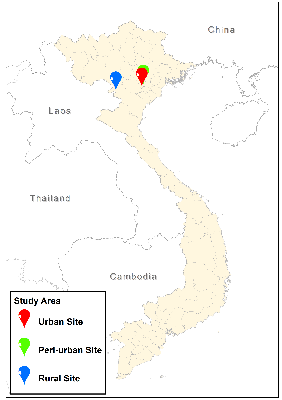 China
Laos
Thailand
Cambodia
Study Area
Urban Site
Peri-urban Site
Rural Site